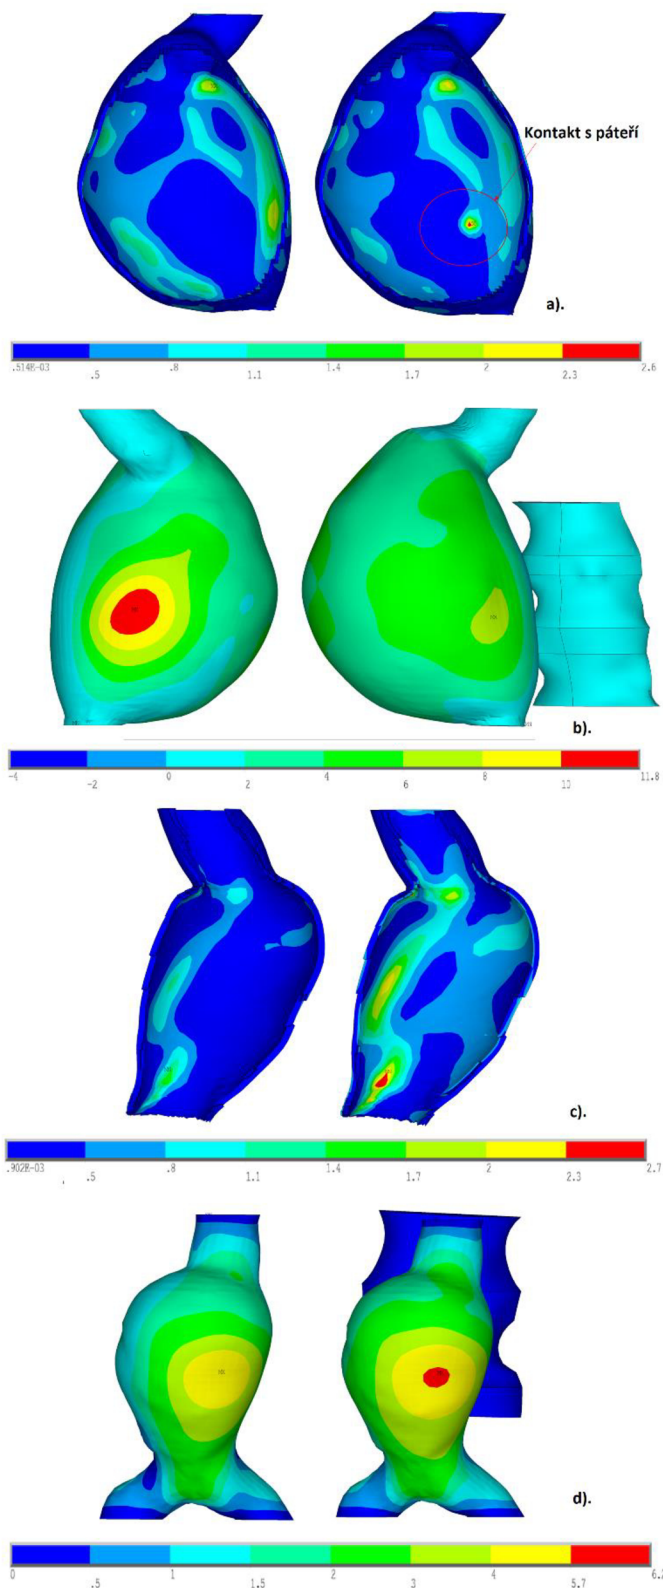 Kontakt s páteří
a).
.514E-03 .5 .8 1.1 1.4 1.7 2 2.3 2.6
b).
-4 -2 0 2 4 6 8 10 11.8
c).
.902E-03 .5 .8 1.1 1.4 1.7 2 2.3 2.7
d).
0 .5 1 1.5 2 3 4 5.7